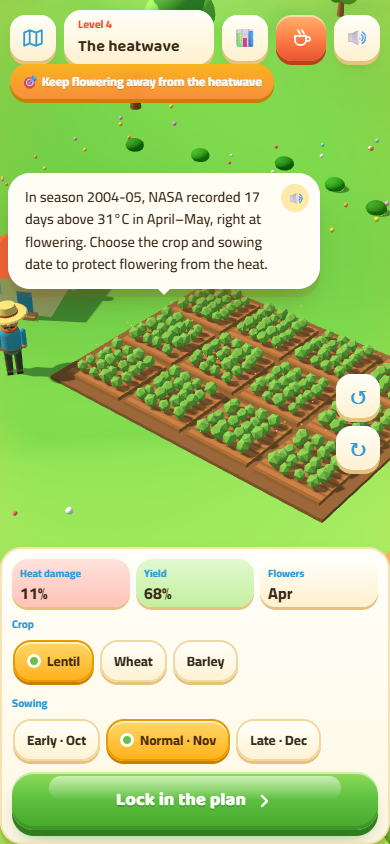 Level 4
The heatwave
🎯 Keep flowering away from the heatwave
In season 2004-05, NASA recorded 17
days above 31°C in April–May, right at
flowering. Choose the crop and sowing
date to protect flowering from the heat.
Heat damage
11%
Yield
68%
Flowers
Apr
Crop
Lentil
Wheat
Barley
Sowing
Early · Oct
Normal · Nov
Late · Dec
Lock in the plan